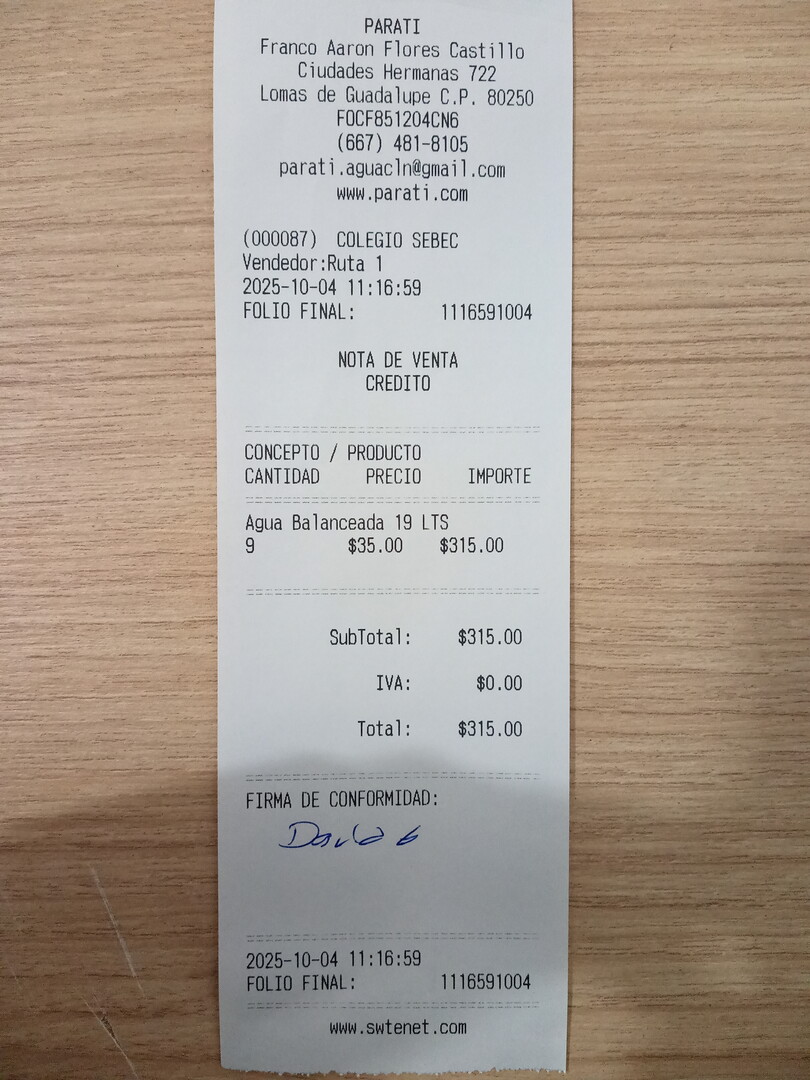 PARATI
Franco Aaron Flores Castillo
Ciudades Hermanas 722
Lomas de Guadalupe C.P. 80250
FOCF851204CN6
(667) 481-8105
parati.aguacln@gmail.com
www.parati.com
(000087) COLEGIO SEBEC
Vendedor:Ruta 1
2025-10-04 11:16:59
FOLIO FINAL: 1116591004
NOTA DE VENTA
CREDITO
CONCEPTO / PRODUCTO
CANTIDAD PRECIO IMPORTE
Agua Balanceada 19 LTS
9 $35.00 $315.00
SubTotal: $315.00
IVA: $0.00
Total: $315.00
FIRMA DE CONFORMIDAD:
2025-10-04 11:16:59
FOLIO FINAL: 1116591004
www.swtenet.com